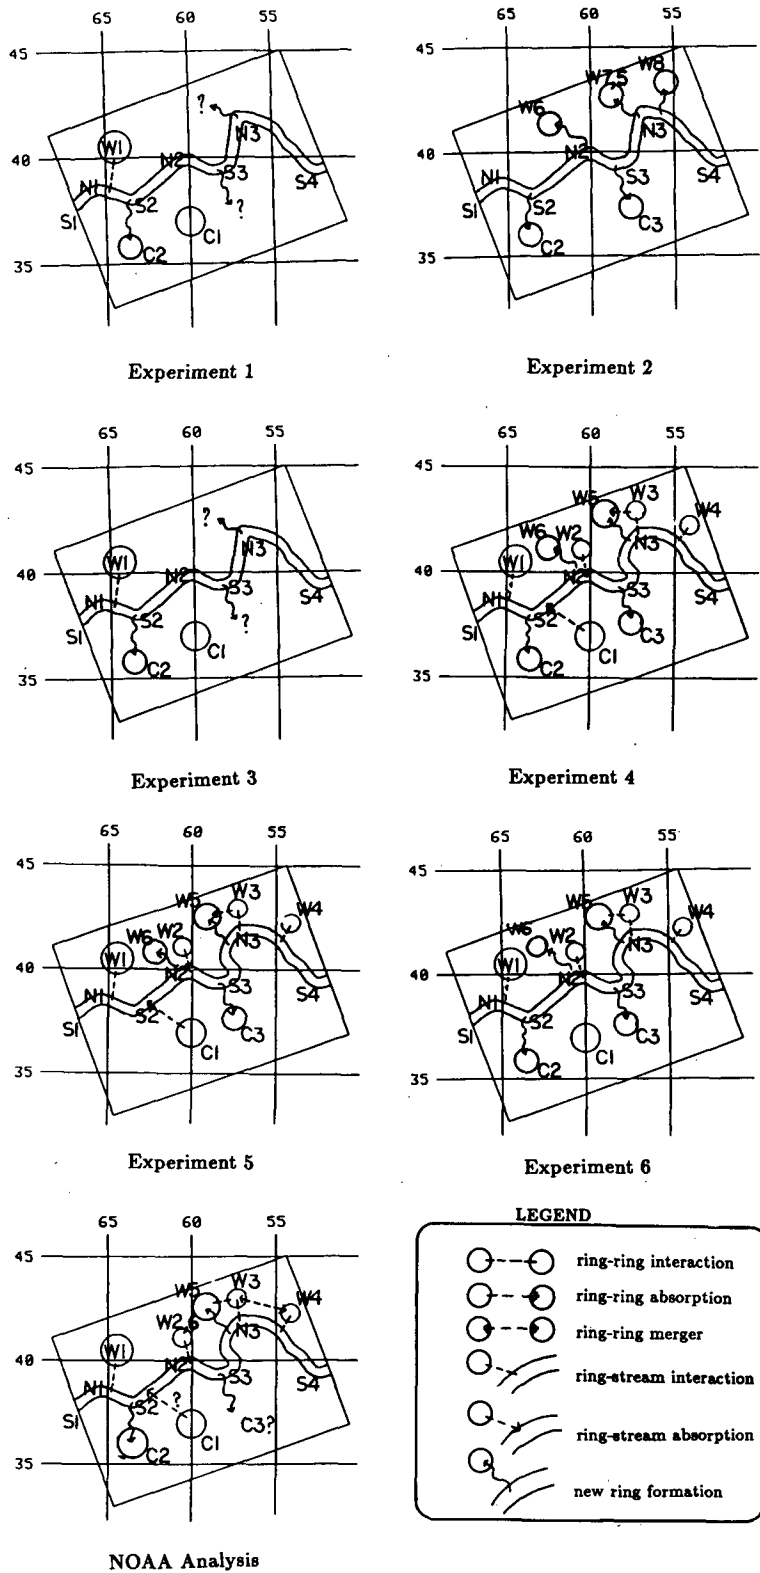 65 60 55
45
W1
40
N1 N2 N3
?
S1 S2 S3 S4
?
C2 C1
35
Experiment 1
65 60 55
45
W6 W7,5 W8
40
N1 N2 N3
S1 S2 S3 S4
C2 C3
35
Experiment 2
65 60 55
45
?
W1
40
N1 N2 N3
S1 S2 S3 S4
?
C2 C1
35
Experiment 3
65 60 55
45
W1 W6 W2 W5 W3 W4
40
N1 N2 N3
S1 S2 S3 S4
C2 C1 C3
35
Experiment 4
65 60 55
45
W1 W6 W2 W5 W3 W4
40
N1 N2 N3
S1 S2 S3 S4
C1 C3
35
Experiment 5
65 60 55
45
W1 W6 W2 W5 W3 W4
40
N1 N2 N3
S1 S2 S3 S4
C2 C1 C3
35
Experiment 6
65 60 55
45
W1 W2,6 W5 W3 W4
40
N1 N2 N3
S1 S2 S3 S4
?
C2 C1 C3?
35
NOAA Analysis
LEGEND
ring-ring interaction
ring-ring absorption
ring-ring merger
ring-stream interaction
ring-stream absorption
new ring formation